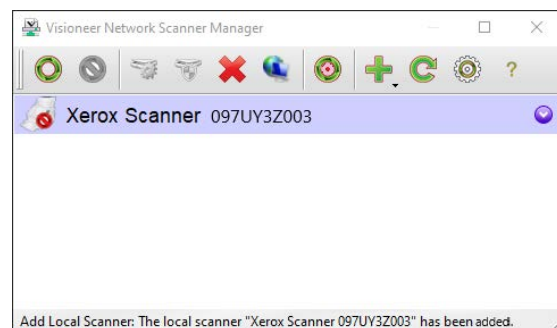 Visioneer Network Scanner Manager
?
Xerox Scanner 097UY3Z003
Add Local Scanner: The local scanner "Xerox Scanner 097UY3Z003" has been added.